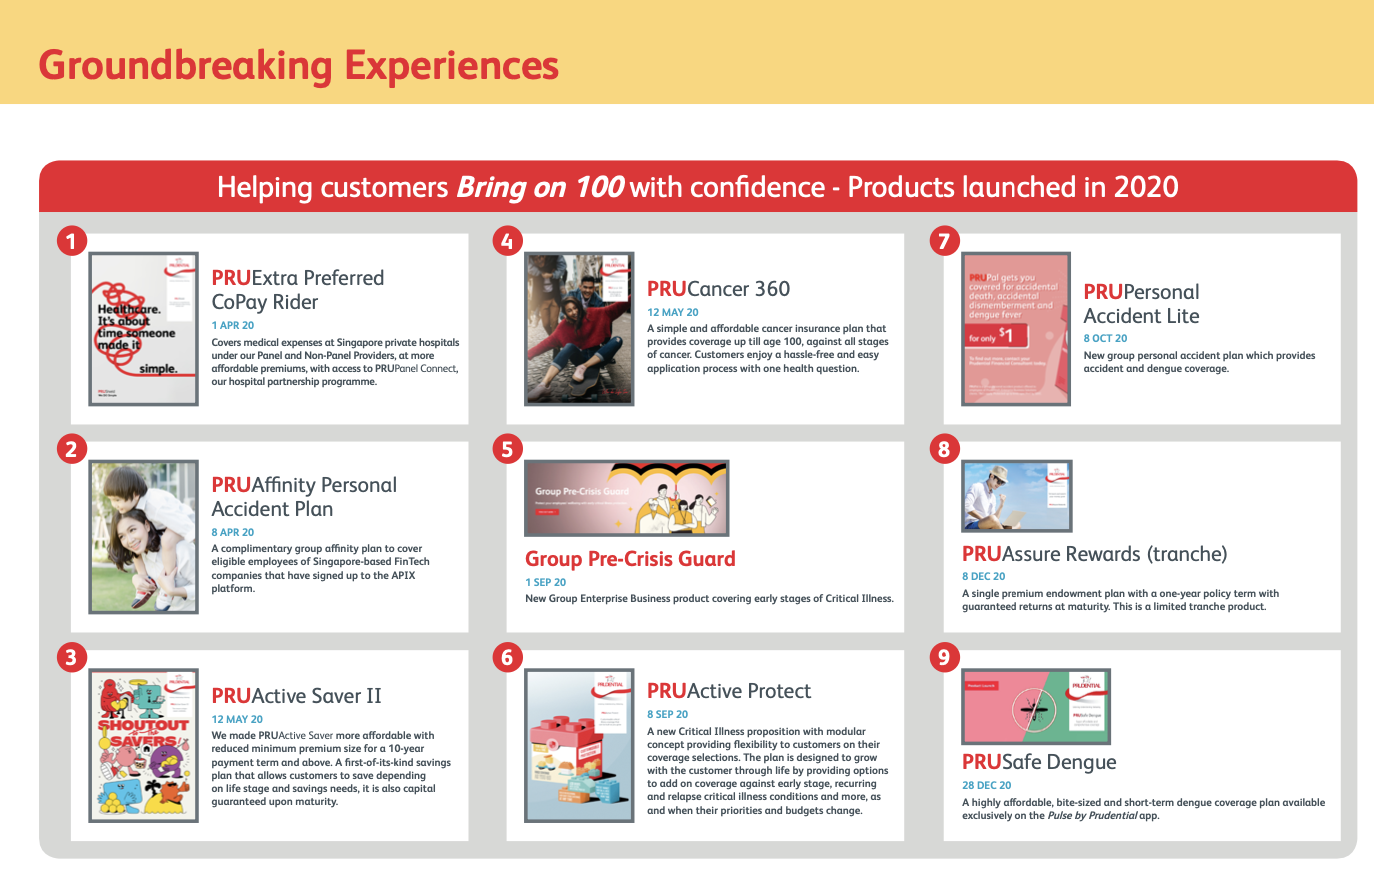 Groundbreaking Experiences
Helping customers Bring on 100 with confidence - Products launched in 2020
1
Healthcare.
It's about
time someone
made it
simple.
PRUExtra Preferred
CoPay Rider
1 APR 20
Covers medical expenses at Singapore private hospitals
under our Panel and Non-Panel Providers, at more
affordable premiums, with access to PRUPanel Connect,
our hospital partnership programme.
2
PRUAffinity Personal
Accident Plan
8 APR 20
A complimentary group affinity plan to cover
eligible employees of Singapore-based FinTech
companies that have signed up to the APIX
platform.
3
PRUDENTIAL
SHOUTOUT
SAVERS
PRUActive Saver II
12 MAY 20
We made PRUActive Saver more affordable with
reduced minimum premium size for a 10-year
payment term and above. A first-of-its-kind savings
plan that allows customers to save depending
on life stage and savings needs, it is also capital
guaranteed upon maturity.
4
PRUCancer 360
12 MAY 20
A simple and affordable cancer insurance plan that
provides coverage up till age 100, against all stages
of cancer. Customers enjoy a hassle-free and easy
application process with one health question.
5
Group Pre-Crisis Guard
Group Pre-Crisis Guard
1 SEP 20
New Group Enterprise Business product covering early stages of Critical Illness.
6
PRUDENTIAL
PRUActive Protect
8 SEP 20
A new Critical Illness proposition with modular
concept providing flexibility to customers on their
coverage selections. The plan is designed to grow
with the customer through life by providing options
to add on coverage against early stage, recurring
and relapse critical illness conditions and more, as
and when their priorities and budgets change.
7
PRUPal gets you
covered for accidental
death, accidental
dismemberment and
dengue fever
for only $1
PRUPersonal
Accident Lite
8 OCT 20
New group personal accident plan which provides
accident and dengue coverage.
8
PRUAssure Rewards (tranche)
8 DEC 20
A single premium endowment plan with a one-year policy term with
guaranteed returns at maturity. This is a limited tranche product.
9
PRUDENTIAL
PRUSafe Dengue
PRUSafe Dengue
28 DEC 20
A highly affordable, bite-sized and short-term dengue coverage plan available
exclusively on the Pulse by Prudential app.